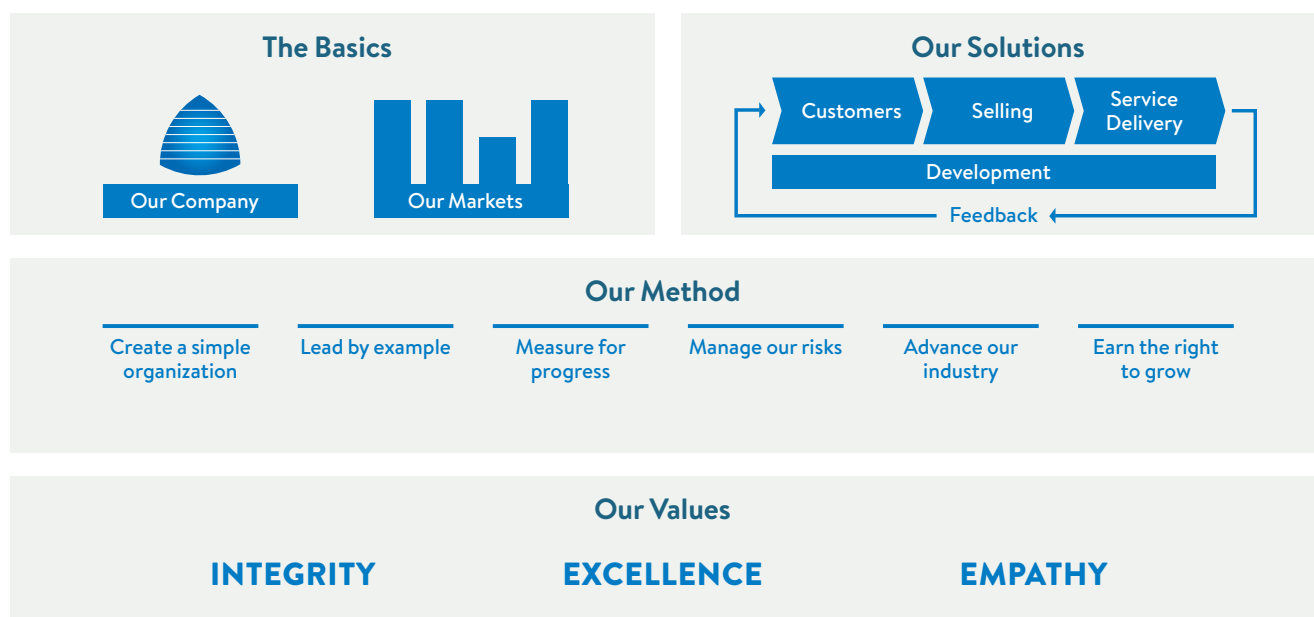 The Basics
Our Company
Our Markets
Our Solutions
Customers
Selling
Service
Delivery
Development
Feedback
Our Method
Create a simple
organization
Lead by example
Measure for
progress
Manage our risks
Advance our
industry
Earn the right
to grow
Our Values
INTEGRITY
EXCELLENCE
EMPATHY